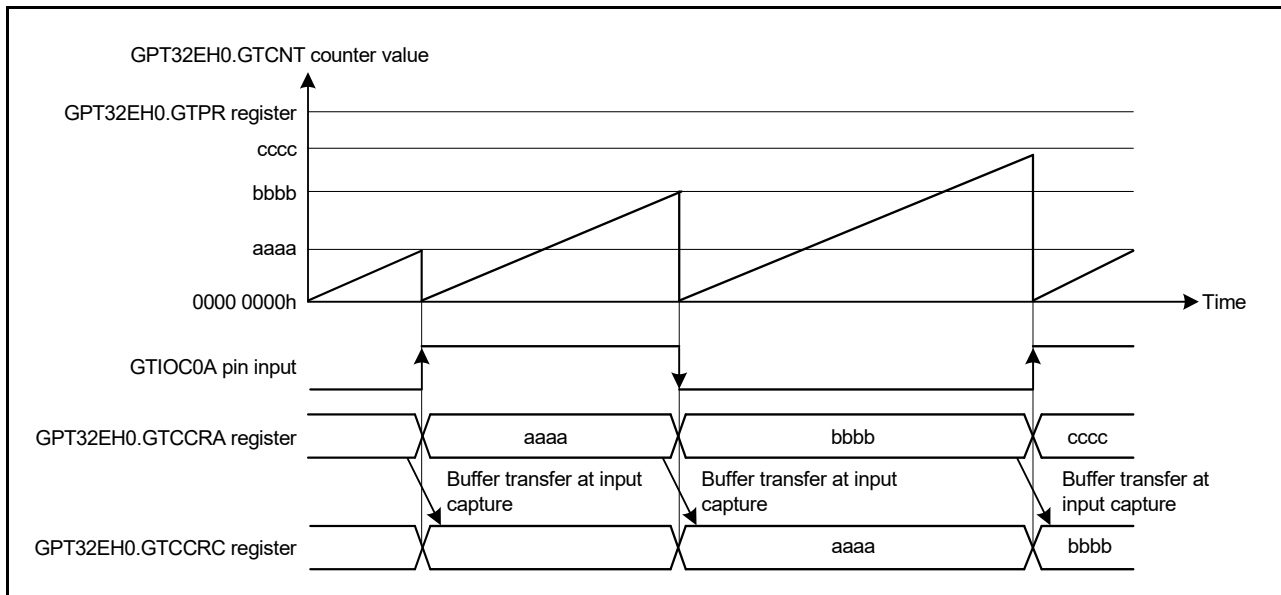 GPT32EH0.GTCNT counter value
GPT32EH0.GTPR register
cccc
bbbb
aaaa
0000 0000h
Time
GTIOC0A pin input
GPT32EH0.GTCCRA register
aaaa
bbbb
cccc
Buffer transfer at input
capture
Buffer transfer at input
capture
Buffer transfer at
input capture
GPT32EH0.GTCCRC register
aaaa
bbbb